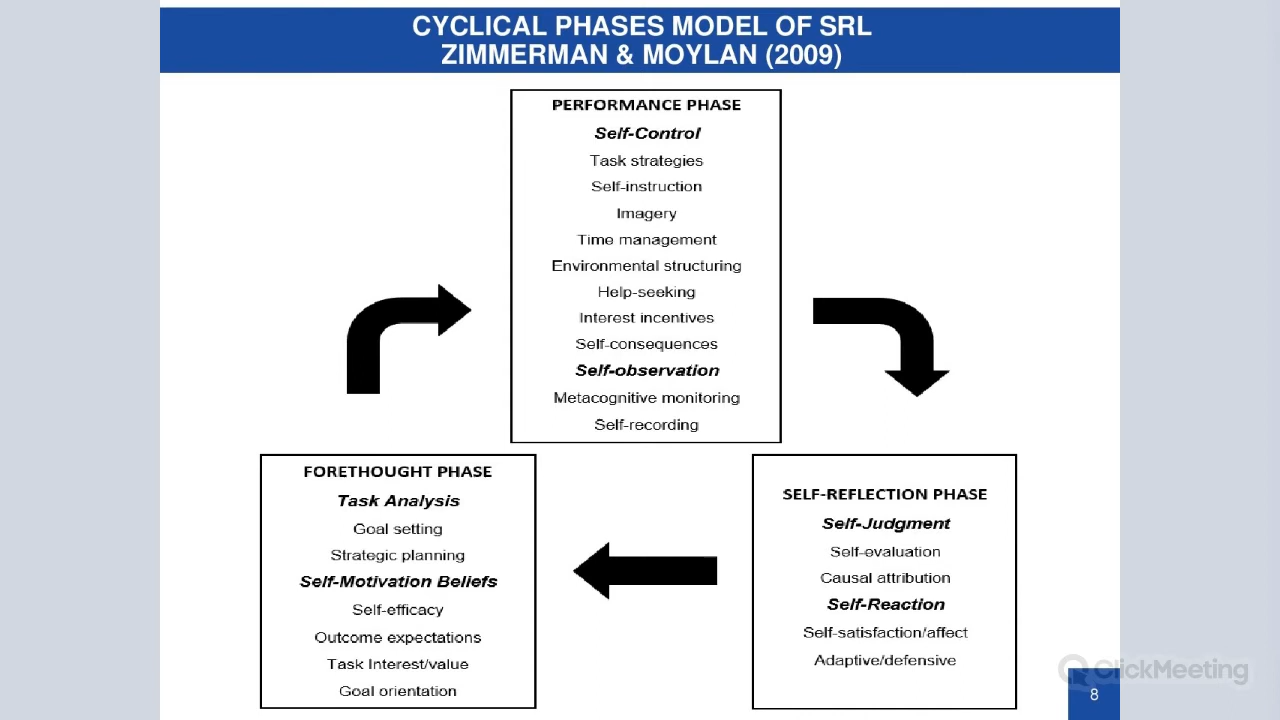 CYCLICAL PHASES MODEL OF SRL
ZIMMERMAN & MOYLAN (2009)
PERFORMANCE PHASE
Self-Control
Task strategies
Self-instruction
Imagery
Time management
Environmental structuring
Help-seeking
Interest incentives
Self-consequences
Self-observation
Metacognitive monitoring
Self-recording
FORETHOUGHT PHASE
Task Analysis
Goal setting
Strategic planning
Self-Motivation Beliefs
Self-efficacy
Outcome expectations
Task Interest/value
Goal orientation
SELF-REFLECTION PHASE
Self-Judgment
Self-evaluation
Causal attribution
Self-Reaction
Self-satisfaction/affect
Adaptive/defensive
ClickMeeting
8